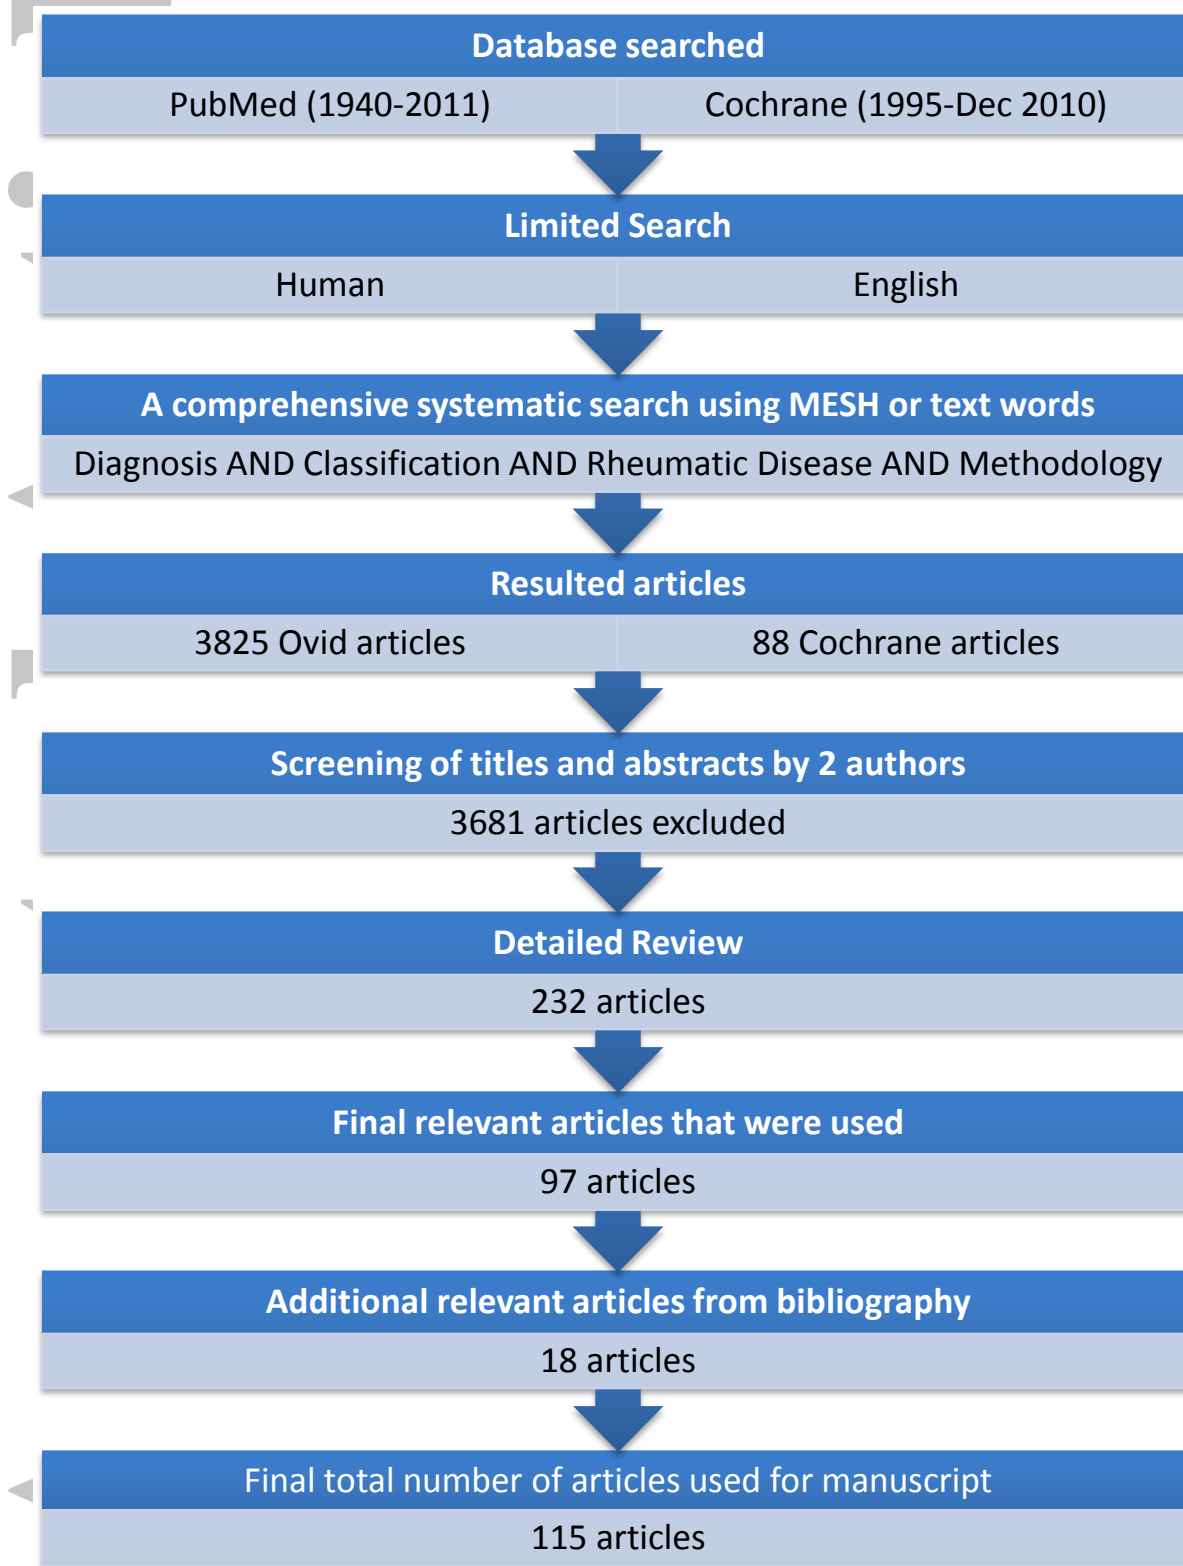 Database searched
PubMed (1940-2011) Cochrane (1995-Dec 2010)
Limited Search
Human English
A comprehensive systematic search using MESH or text words
Diagnosis AND Classification AND Rheumatic Disease AND Methodology
Resulted articles
3825 Ovid articles 88 Cochrane articles
Screening of titles and abstracts by 2 authors
3681 articles excluded
Detailed Review
232 articles
Final relevant articles that were used
97 articles
Additional relevant articles from bibliography
18 articles
Final total number of articles used for manuscript
115 articles